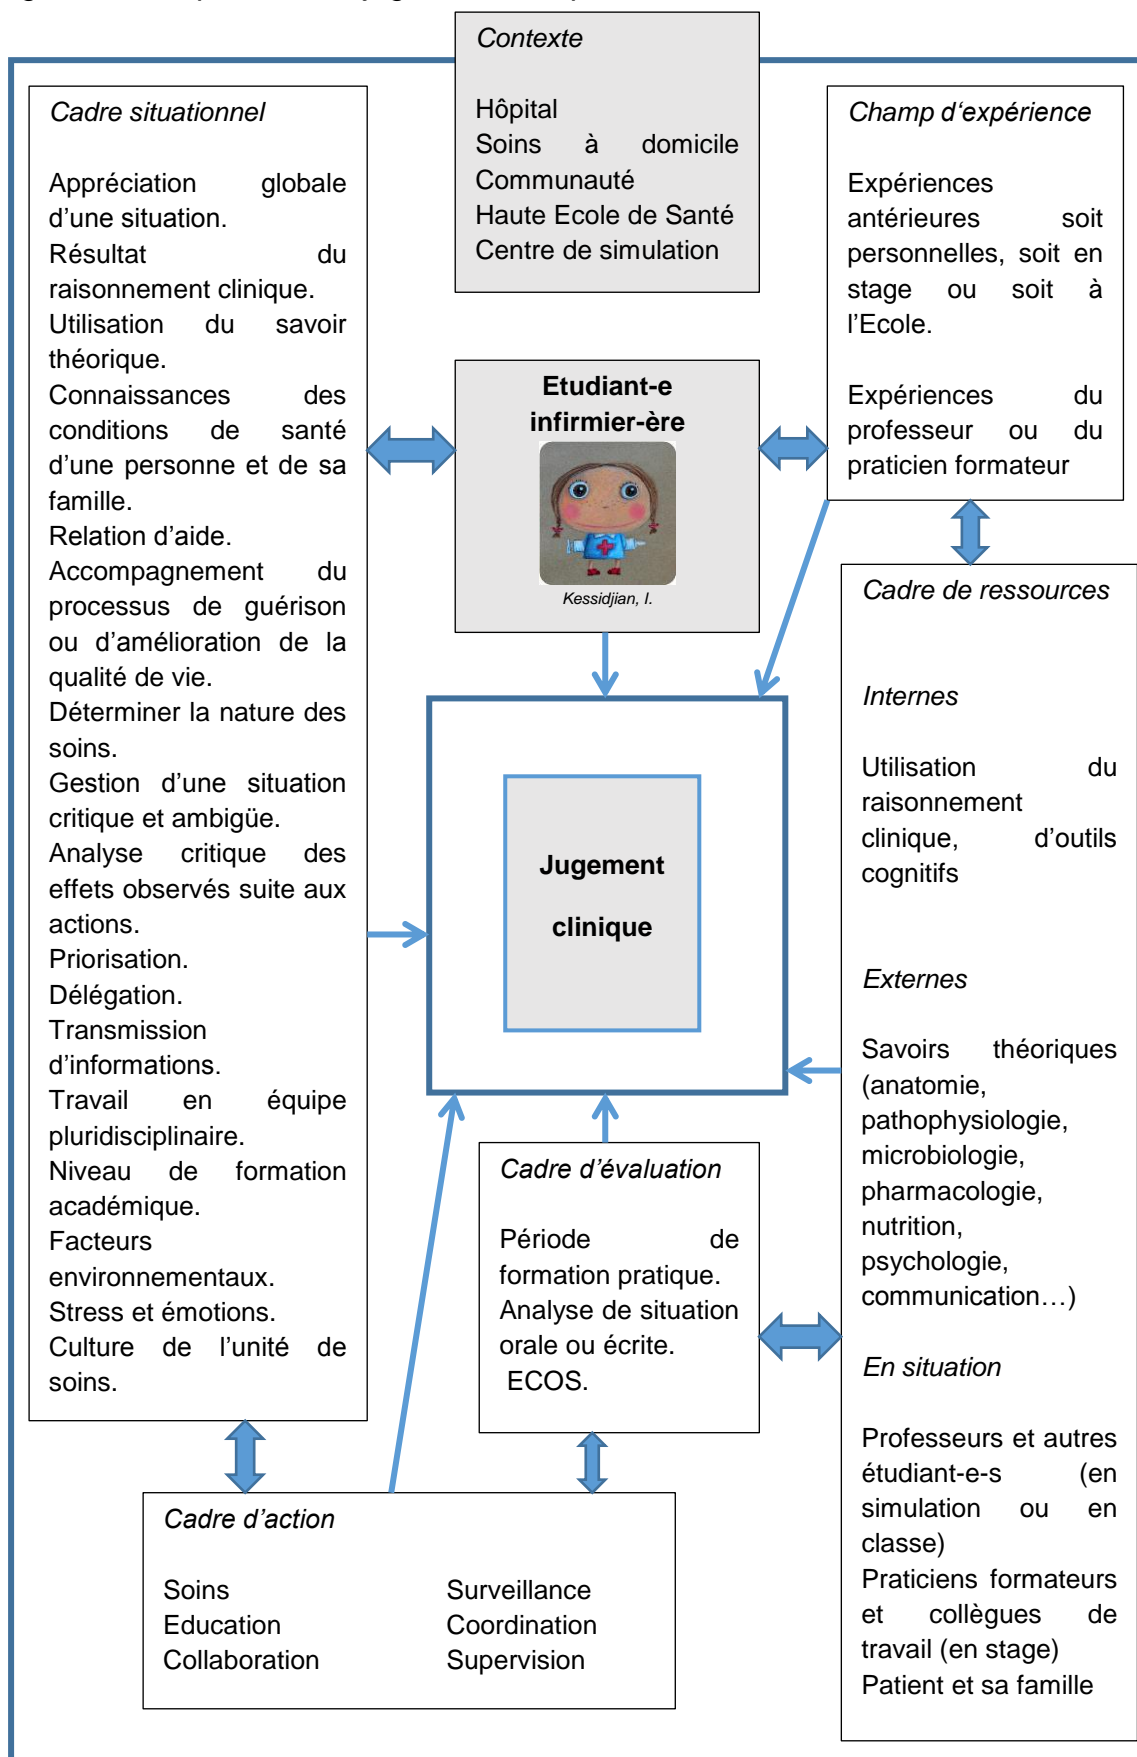 Contexte
Hôpital
Soins à domicile
Communauté
Haute Ecole de Santé
Centre de simulation
Cadre situationnel
Appréciation globale
d’une situation.
Résultat du
raisonnement clinique.
Utilisation du savoir
théorique.
Connaissances des
conditions de santé
d’une personne et de sa
famille.
Relation d’aide.
Accompagnement du
processus de guérison
ou d’amélioration de la
qualité de vie.
Déterminer la nature des
soins.
Gestion d’une situation
critique et ambigüe.
Analyse critique des
effets observés suite aux
actions.
Priorisation.
Délégation.
Transmission
d’informations.
Travail en équipe
pluridisciplinaire.
Niveau de formation
académique.
Facteurs
environnementaux.
Stress et émotions.
Culture de l’unité de
soins.
Etudiant-e
infirmier-ère
Kessidjian, I.
Champ d‘expérience
Expériences
antérieures soit
personnelles, soit en
stage ou soit à
l’Ecole.
Expériences du
professeur ou du
praticien formateur
Jugement
clinique
Cadre de ressources
Internes
Utilisation du
raisonnement
clinique, d’outils
cognitifs
Externes
Savoirs théoriques
(anatomie,
pathophysiologie,
microbiologie,
pharmacologie,
nutrition,
psychologie,
communication…)
En situation
Professeurs et autres
étudiant-e-s (en
simulation ou en
classe)
Praticiens formateurs
et collègues de
travail (en stage)
Patient et sa famille
Cadre d’évaluation
Période de
formation pratique.
Analyse de situation
orale ou écrite.
ECOS.
Cadre d’action
Soins Surveillance
Education Coordination
Collaboration Supervision